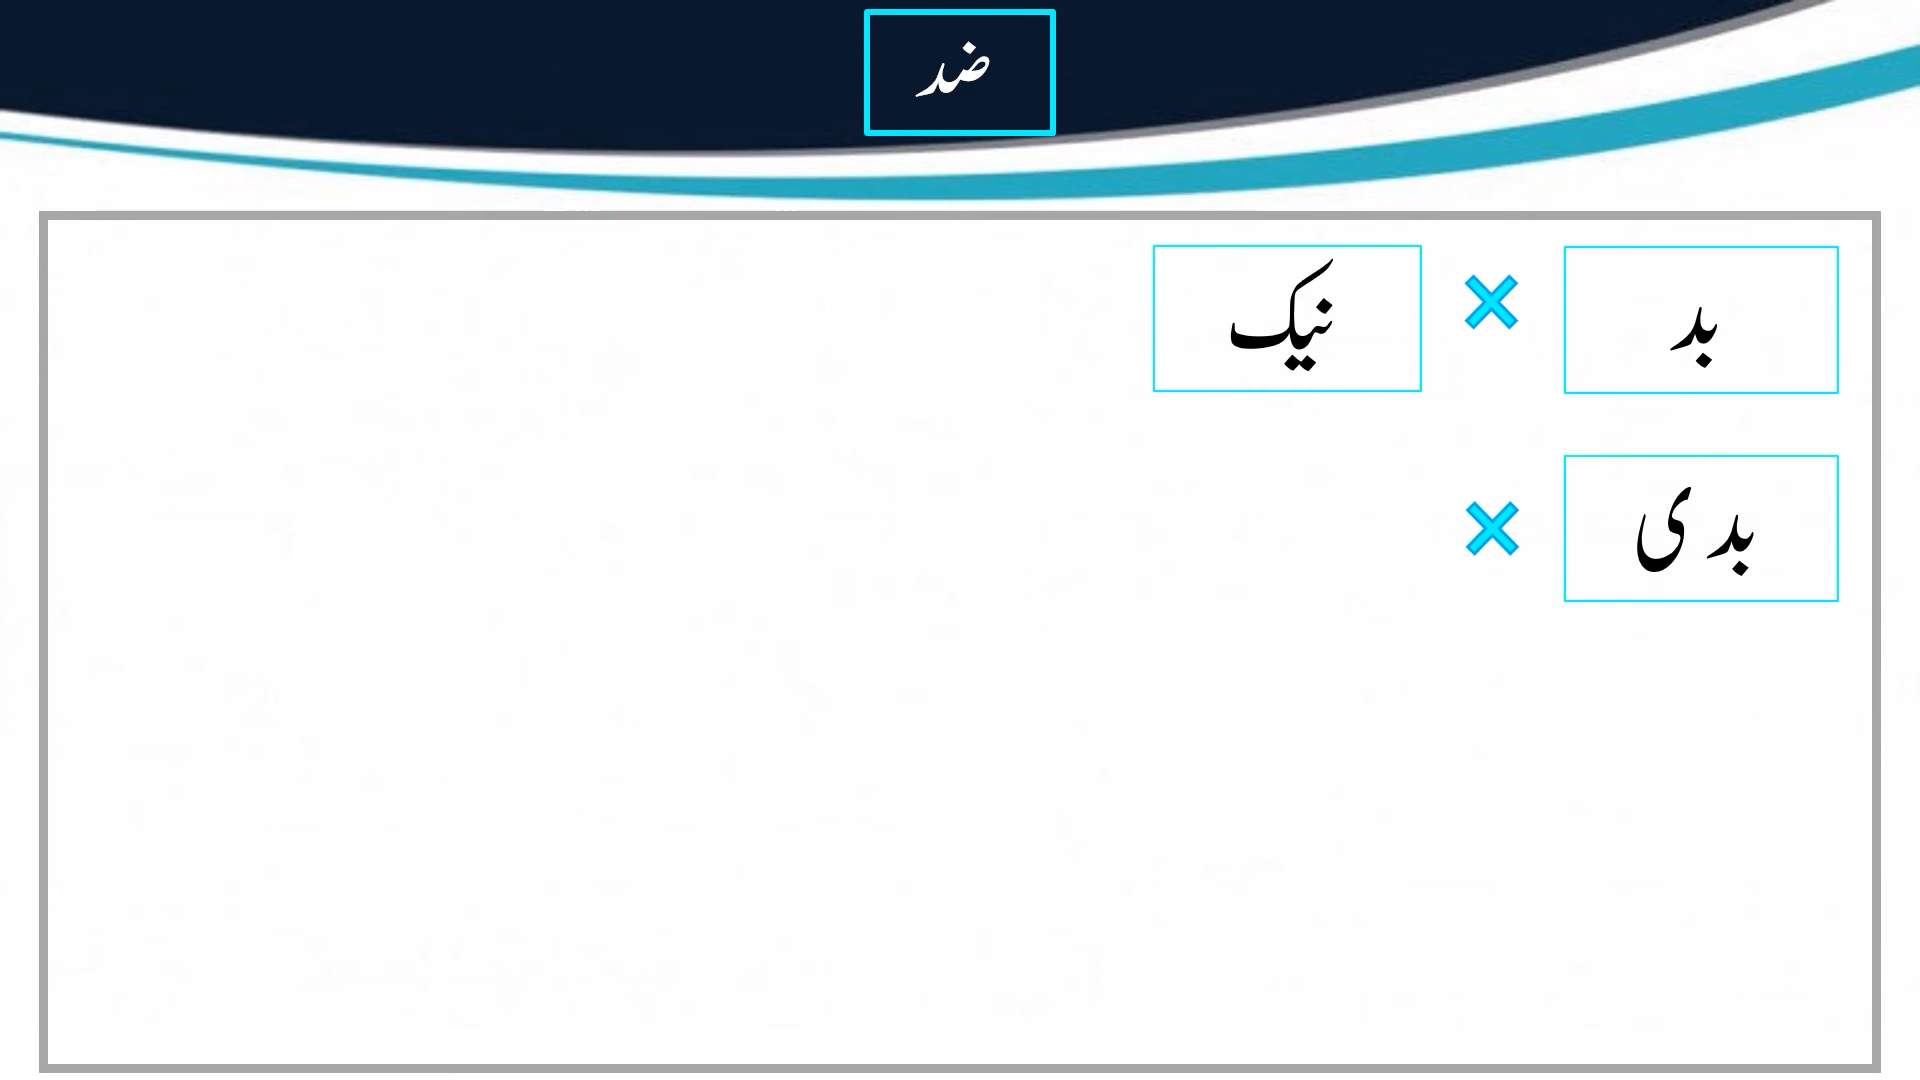 ضد
بد × نیک
بدی ×